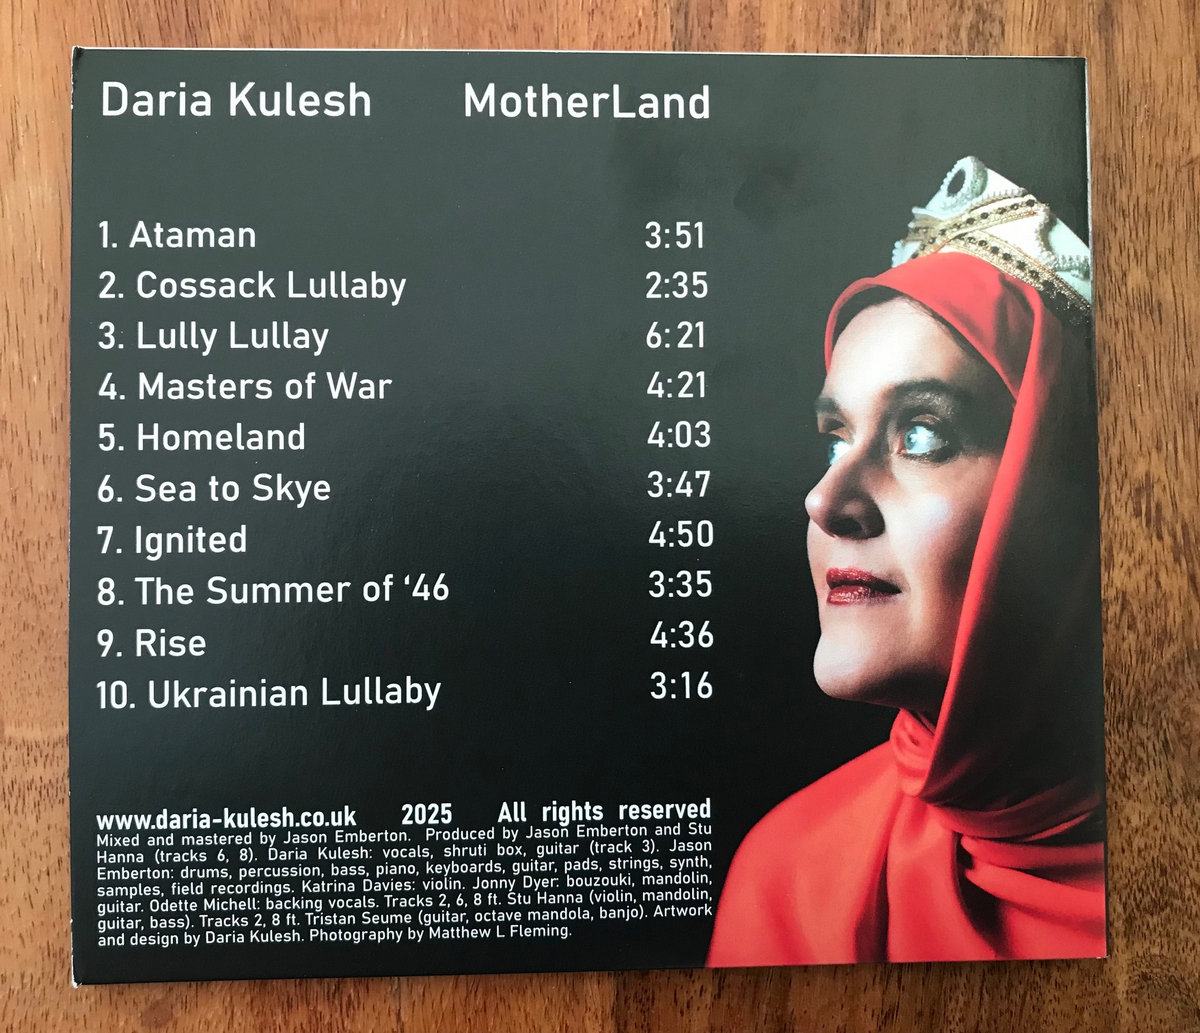 Daria Kulesh MotherLand
1. Ataman 3:51
2. Cossack Lullaby 2:35
3. Lully Lullay 6:21
4. Masters of War 4:21
5. Homeland 4:03
6. Sea to Skye 3:47
7. Ignited 4:50
8. The Summer of ‘46 3:35
9. Rise 4:36
10. Ukrainian Lullaby 3:16
www.daria-kulesh.co.uk 2025 All rights reserved
Mixed and mastered by Jason Emberton. Produced by Jason Emberton and Stu
Hanna (tracks 6, 8). Daria Kulesh: vocals, shruti box, guitar (track 3). Jason
Emberton: drums, percussion, bass, piano, keyboards, guitar, pads, strings, synth,
samples, field recordings. Katrina Davies: violin. Jonny Dyer: bouzouki, mandolin,
guitar. Odette Michell: backing vocals. Tracks 2, 6, 8 ft. Stu Hanna (violin, mandolin,
guitar, bass). Tracks 2, 8 ft. Tristan Seume (guitar, octave mandola, banjo). Artwork
and design by Daria Kulesh. Photography by Matthew L Fleming.